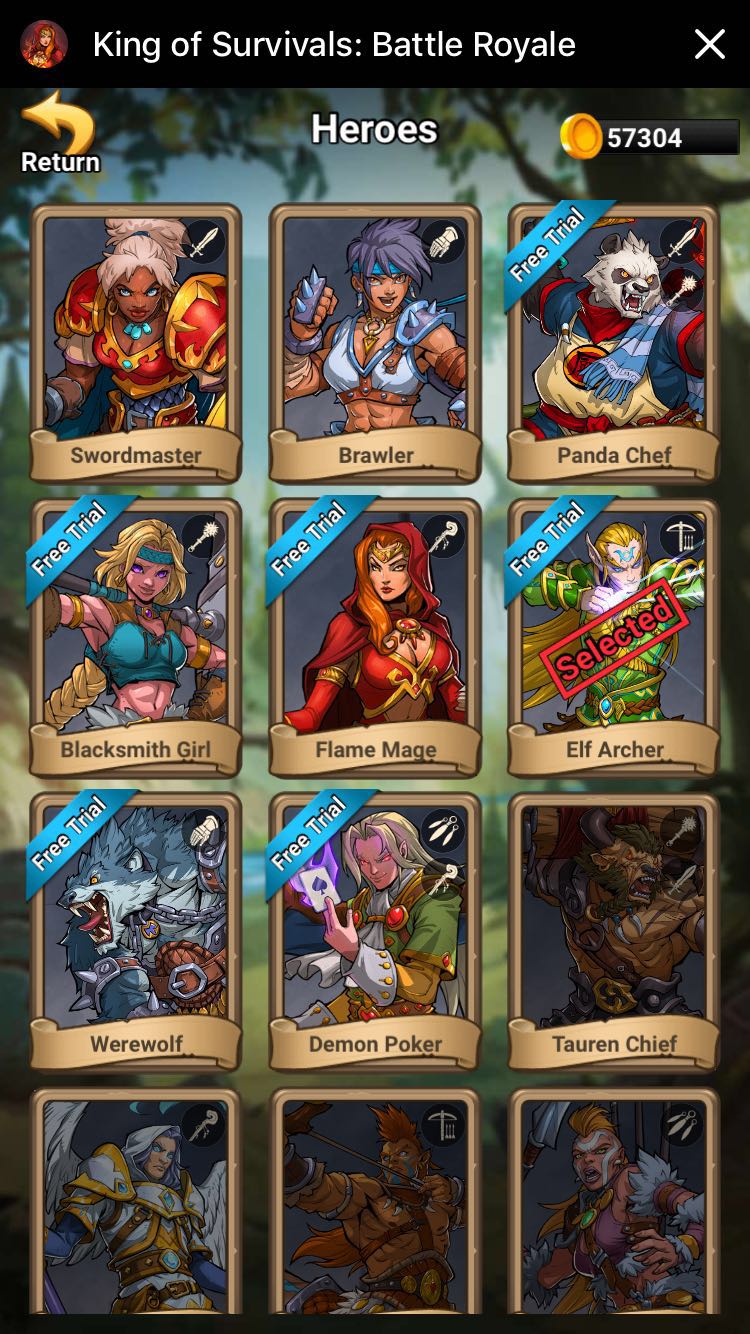 King of Survivals: Battle Royale
Return
Heroes
57304
Swordmaster
Brawler
Free Trial
Panda Chef
Free Trial
Blacksmith Girl
Free Trial
Flame Mage
Free Trial
Selected
Elf Archer
Free Trial
Werewolf
Free Trial
Demon Poker
Tauren Chief